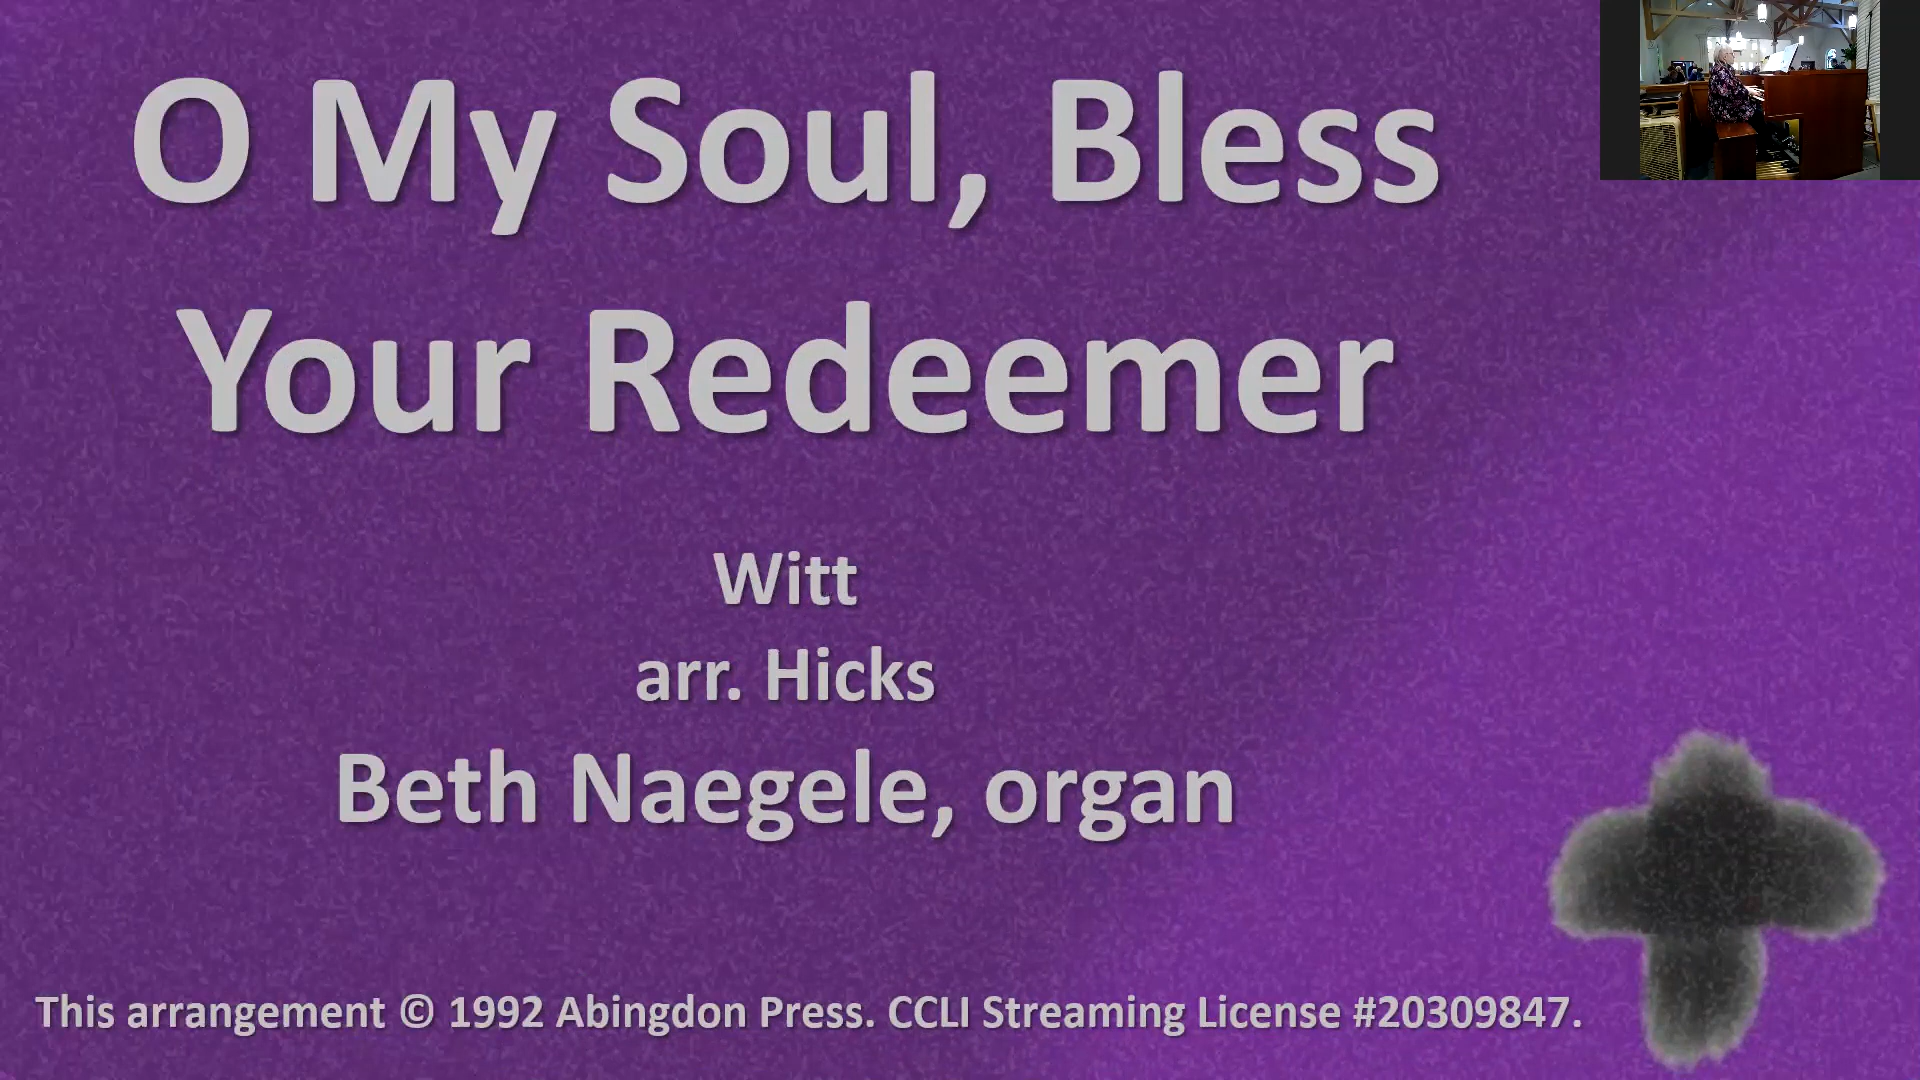 O My Soul, Bless
Your Redeemer
Witt
arr. Hicks
Beth Naegele, organ
This arrangement © 1992 Abingdon Press. CCLI Streaming License #20309847.